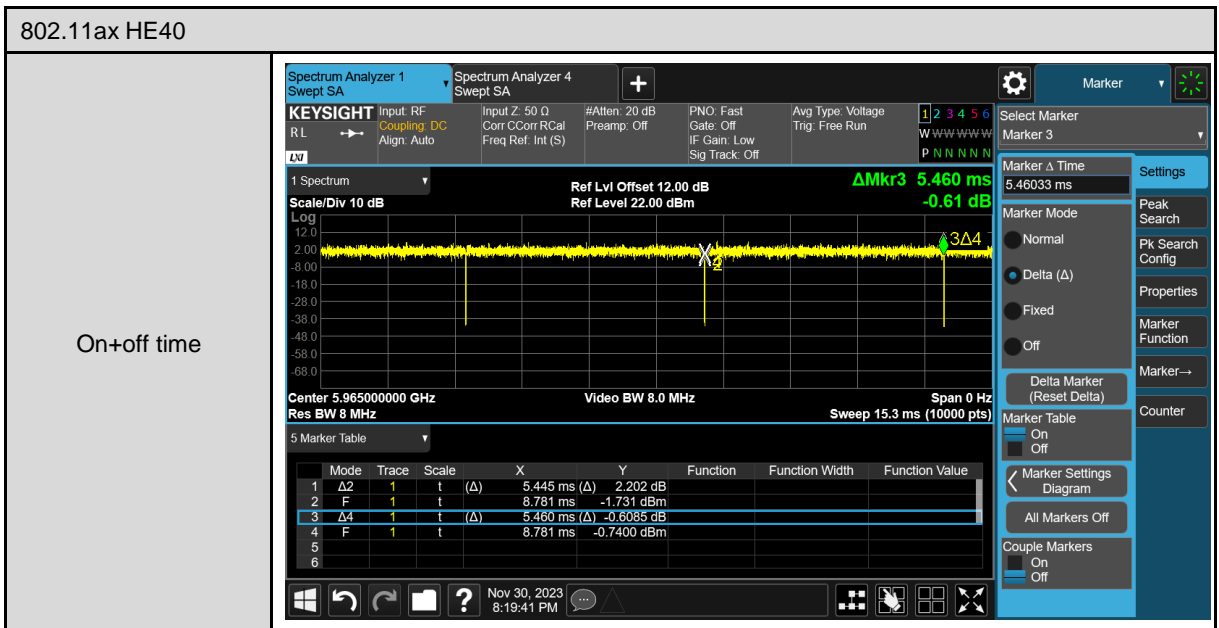 802.11ax HE40
On+off time
Spectrum Analyzer 1
Swept SA
Spectrum Analyzer 4
Swept SA
Marker
KEYSIGHT
RL
LXI
Input: RF
Coupling: DC
Align: Auto
Input Z: 50 Ω
Corr CCorr RCal
Freq Ref: Int (S)
#Atten: 20 dB
Preamp: Off
PNO: Fast
Gate: Off
IF Gain: Low
Sig Track: Off
Avg Type: Voltage
Trig: Free Run
1 2 3 4 5 6
W W W W W W
P N N N N N
Select Marker
Marker 3
1 Spectrum
Scale/Div 10 dB
Ref Lvl Offset 12.00 dB
Ref Level 22.00 dBm
ΔMkr3 5.460 ms
-0.61 dB
Log
12.0
2.00
-8.00
-18.0
-28.0
-38.0
-48.0
-58.0
-68.0
3Δ4
Center 5.965000000 GHz
Res BW 8 MHz
Video BW 8.0 MHz
Span 0 Hz
Sweep 15.3 ms (10000 pts)
5 Marker Table
Mode Trace Scale X Y Function Function Width Function Value
1 Δ2 1 t (Δ) 5.445 ms (Δ) 2.202 dB
2 F 1 t 8.781 ms -1.731 dBm
3 Δ4 1 t (Δ) 5.460 ms (Δ) -0.6085 dB
4 F 1 t 8.781 ms -0.7400 dBm
5
6
Marker Δ Time
5.46033 ms
Marker Mode
Normal
Delta (Δ)
Fixed
Off
Delta Marker
(Reset Delta)
Marker Table
On
Off
Marker Settings
Diagram
All Markers Off
Couple Markers
On
Off
Settings
Peak
Search
Pk Search
Config
Properties
Marker
Function
Marker→
Counter
?
Nov 30, 2023
8:19:41 PM